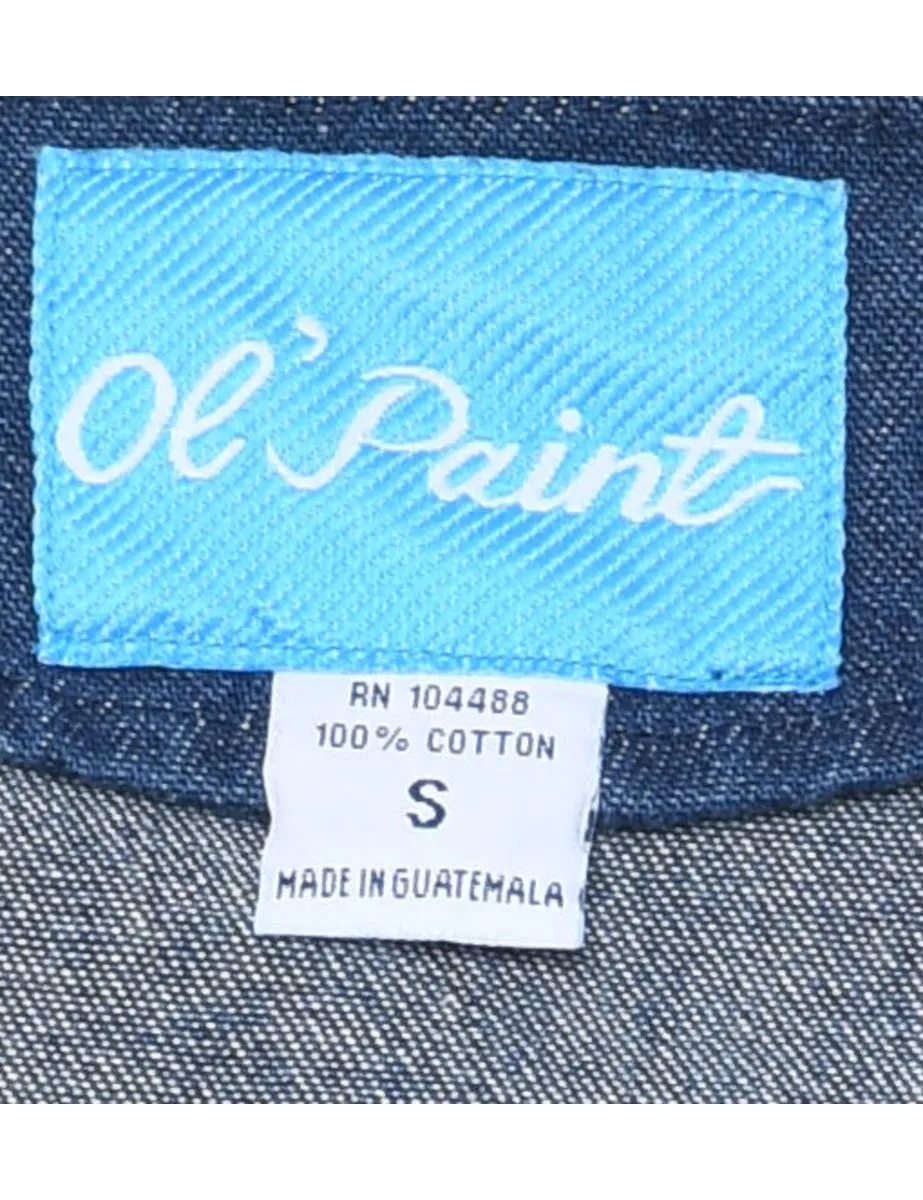 Ol' Paint
RN 104488
100% COTTON
S
MADE IN GUATEMALA